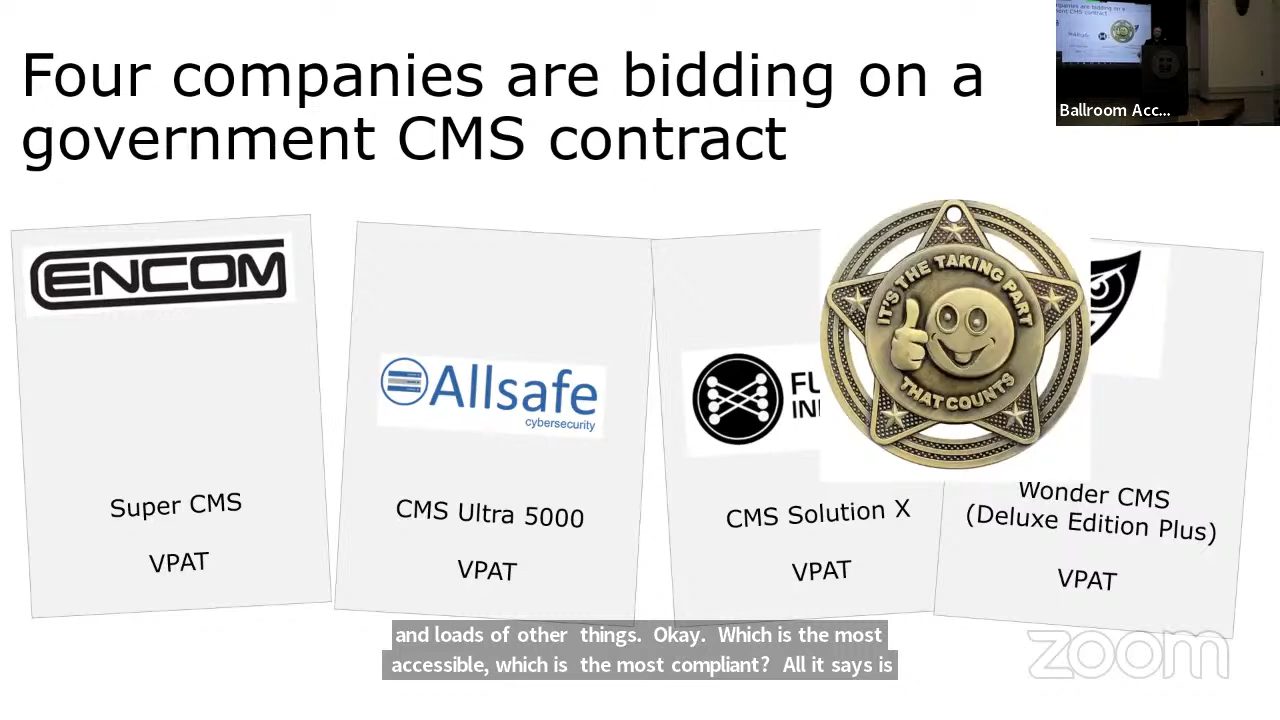 Four companies are bidding on a
government CMS contract
Ballroom Acc...
ENCOM
Super CMS
VPAT
Allsafe
cybersecurity
CMS Ultra 5000
VPAT
CMS Solution X
VPAT
IT'S THE TAKING PART
THAT COUNTS
Wonder CMS
(Deluxe Edition Plus)
VPAT
and loads of other things. Okay. Which is the most
accessible, which is the most compliant? All it says is
zoom